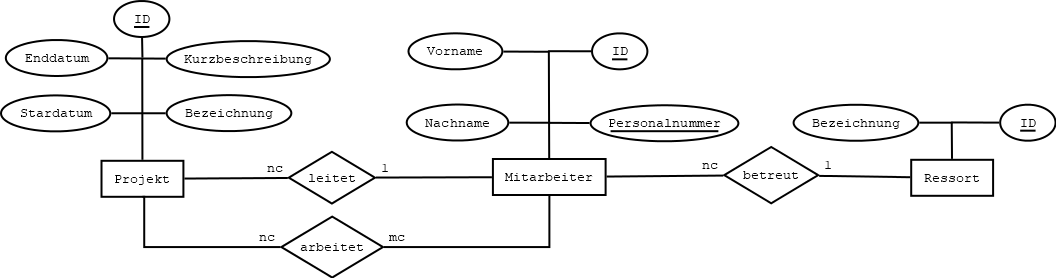 ID
Enddatum
Kurzbeschreibung
Stardatum
Bezeichnung
Vorname
ID
Nachname
Personalnummer
Bezeichnung
ID
Projekt
nc
leitet
1
Mitarbeiter
nc
betreut
1
Ressort
nc
arbeitet
mc